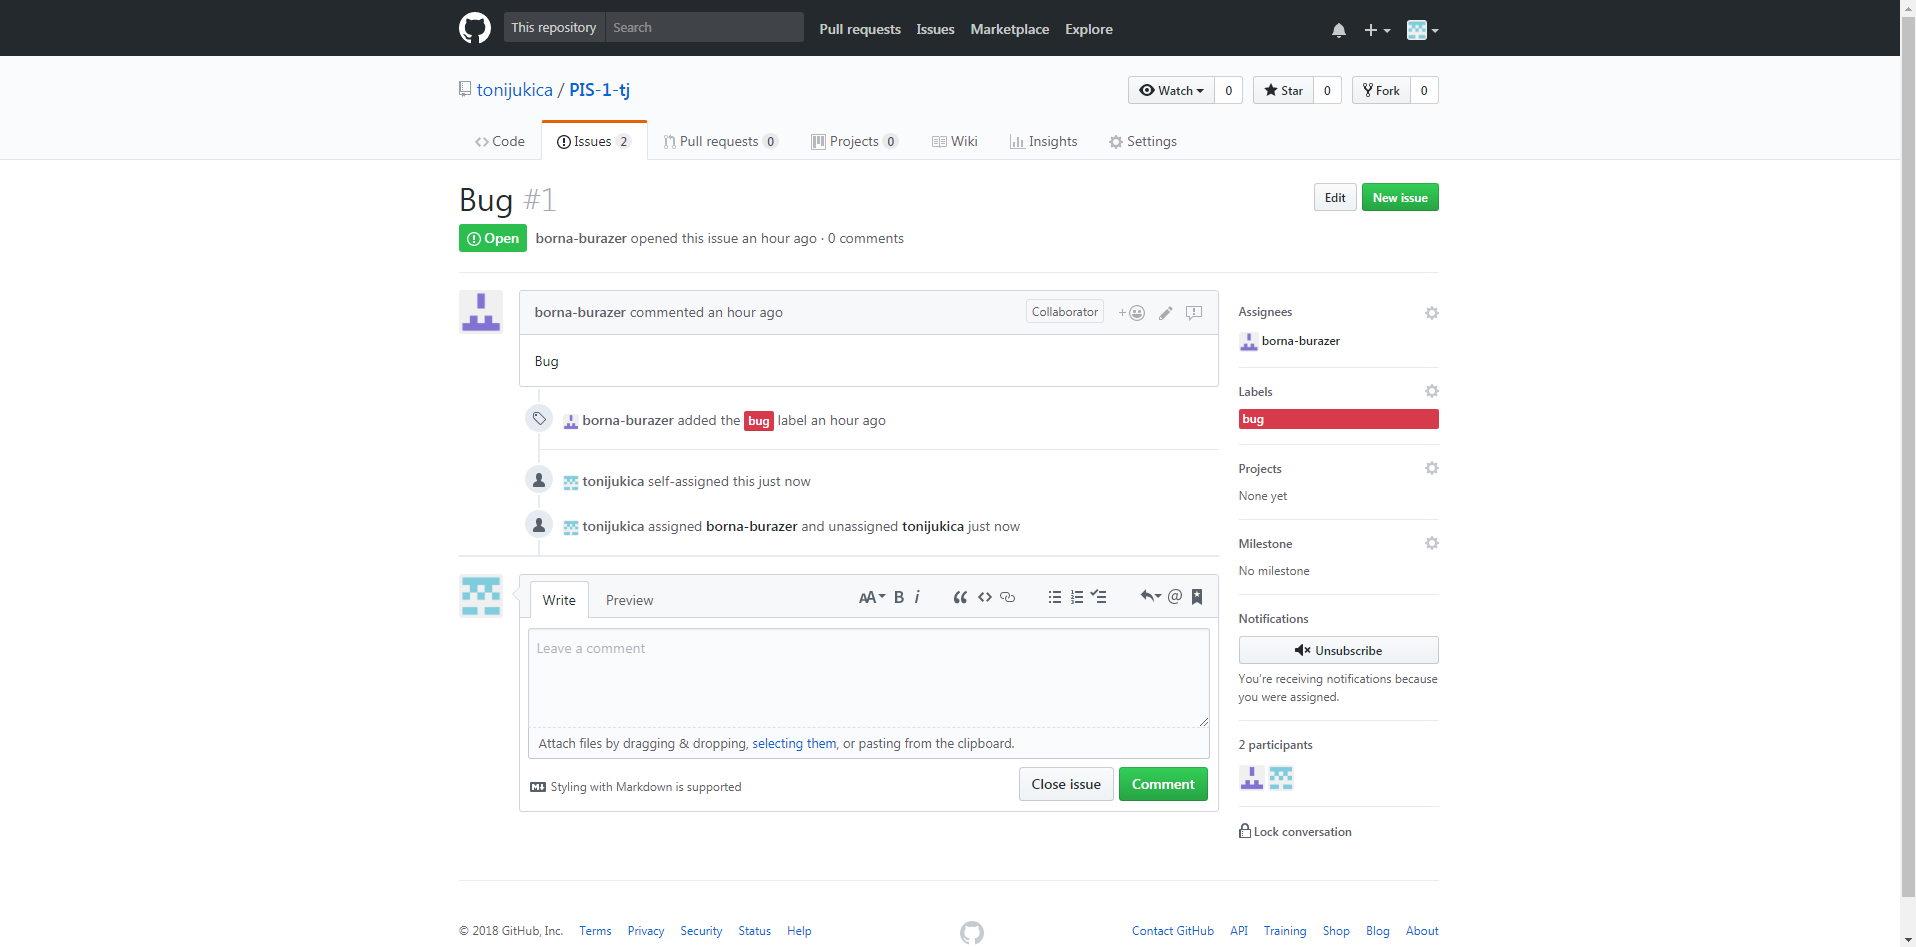 This repository Search Pull requests Issues Marketplace Explore
tonijukica / PIS-1-tj Watch 0 Star 0 Fork 0
Code Issues 2 Pull requests 0 Projects 0 Wiki Insights Settings
Bug #1 Edit New issue
Open borna-burazer opened this issue an hour ago · 0 comments
borna-burazer commented an hour ago Collaborator +
Bug
borna-burazer added the bug label an hour ago
tonijukica self-assigned this just now
tonijukica assigned borna-burazer and unassigned tonijukica just now
Write Preview AA B i
Leave a comment
Attach files by dragging & dropping, selecting them, or pasting from the clipboard.
Styling with Markdown is supported Close issue Comment
Assignees
borna-burazer
Labels
bug
Projects
None yet
Milestone
No milestone
Notifications
Unsubscribe
You're receiving notifications because
you were assigned.
2 participants
Lock conversation
© 2018 GitHub, Inc. Terms Privacy Security Status Help Contact GitHub API Training Shop Blog About